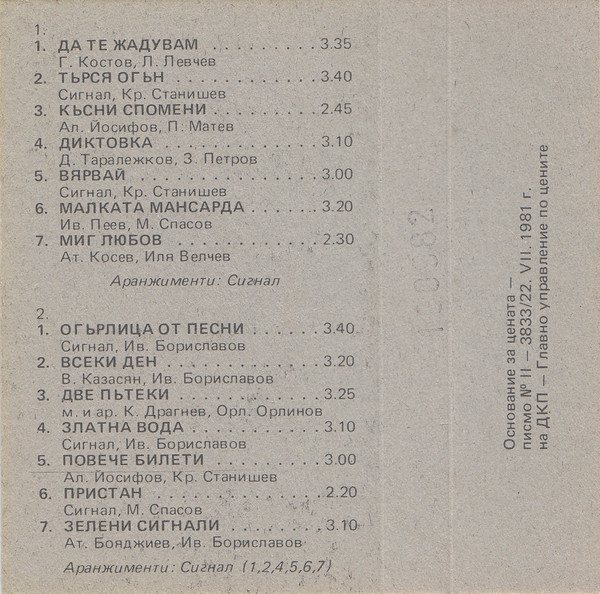 1.
1. ДА ТЕ ЖАДУВАМ . . . . . . . . . 3.35
Г. Костов, Л. Левчев
2. ТЪРСЯ ОГЪН . . . . . . . . . . . . 3.40
Сигнал, Кр. Станишев
3. КЪСНИ СПОМЕНИ . . . . . . . . . 2.45
Ал. Йосифов, П. Матев
4. ДИКТОВКА . . . . . . . . . . . . . 3.10
Д. Таралежков, З. Петров
5. ВЯРВАЙ . . . . . . . . . . . . . . . 3.00
Сигнал, Кр. Станишев
6. МАЛКАТА МАНСАРДА . . . . . . 3.20
Ив. Пеев, М. Спасов
7. МИГ ЛЮБОВ . . . . . . . . . . . . 2.30
Ат. Косев, Иля Велчев
Аранжименти: Сигнал
2.
1. ОГЪРЛИЦА ОТ ПЕСНИ . . . . . . 3.40
Сигнал, Ив. Бориславов
2. ВСЕКИ ДЕН . . . . . . . . . . . . . 3.20
В. Казасян, Ив. Бориславов
3. ДВЕ ПЪТЕКИ . . . . . . . . . . . . 3.25
м. и ар. К. Драгнев, Орл. Орлинов
4. ЗЛАТНА ВОДА . . . . . . . . . . . 3.10
Сигнал, Ив. Бориславов
5. ПОВЕЧЕ БИЛЕТИ . . . . . . . . . 3.00
Ал. Йосифов, Кр. Станишев
6. ПРИСТАН . . . . . . . . . . . . . . 2.20
Сигнал, М. Спасов
7. ЗЕЛЕНИ СИГНАЛИ . . . . . . . . 3.10
Ат. Бояджиев, Ив. Бориславов
Аранжименти: Сигнал (1,2,4,5,6,7)
Основание за цената —
писмо № II — 3833/22. VII. 1981 г.
на ДКП — Главно управление по цените